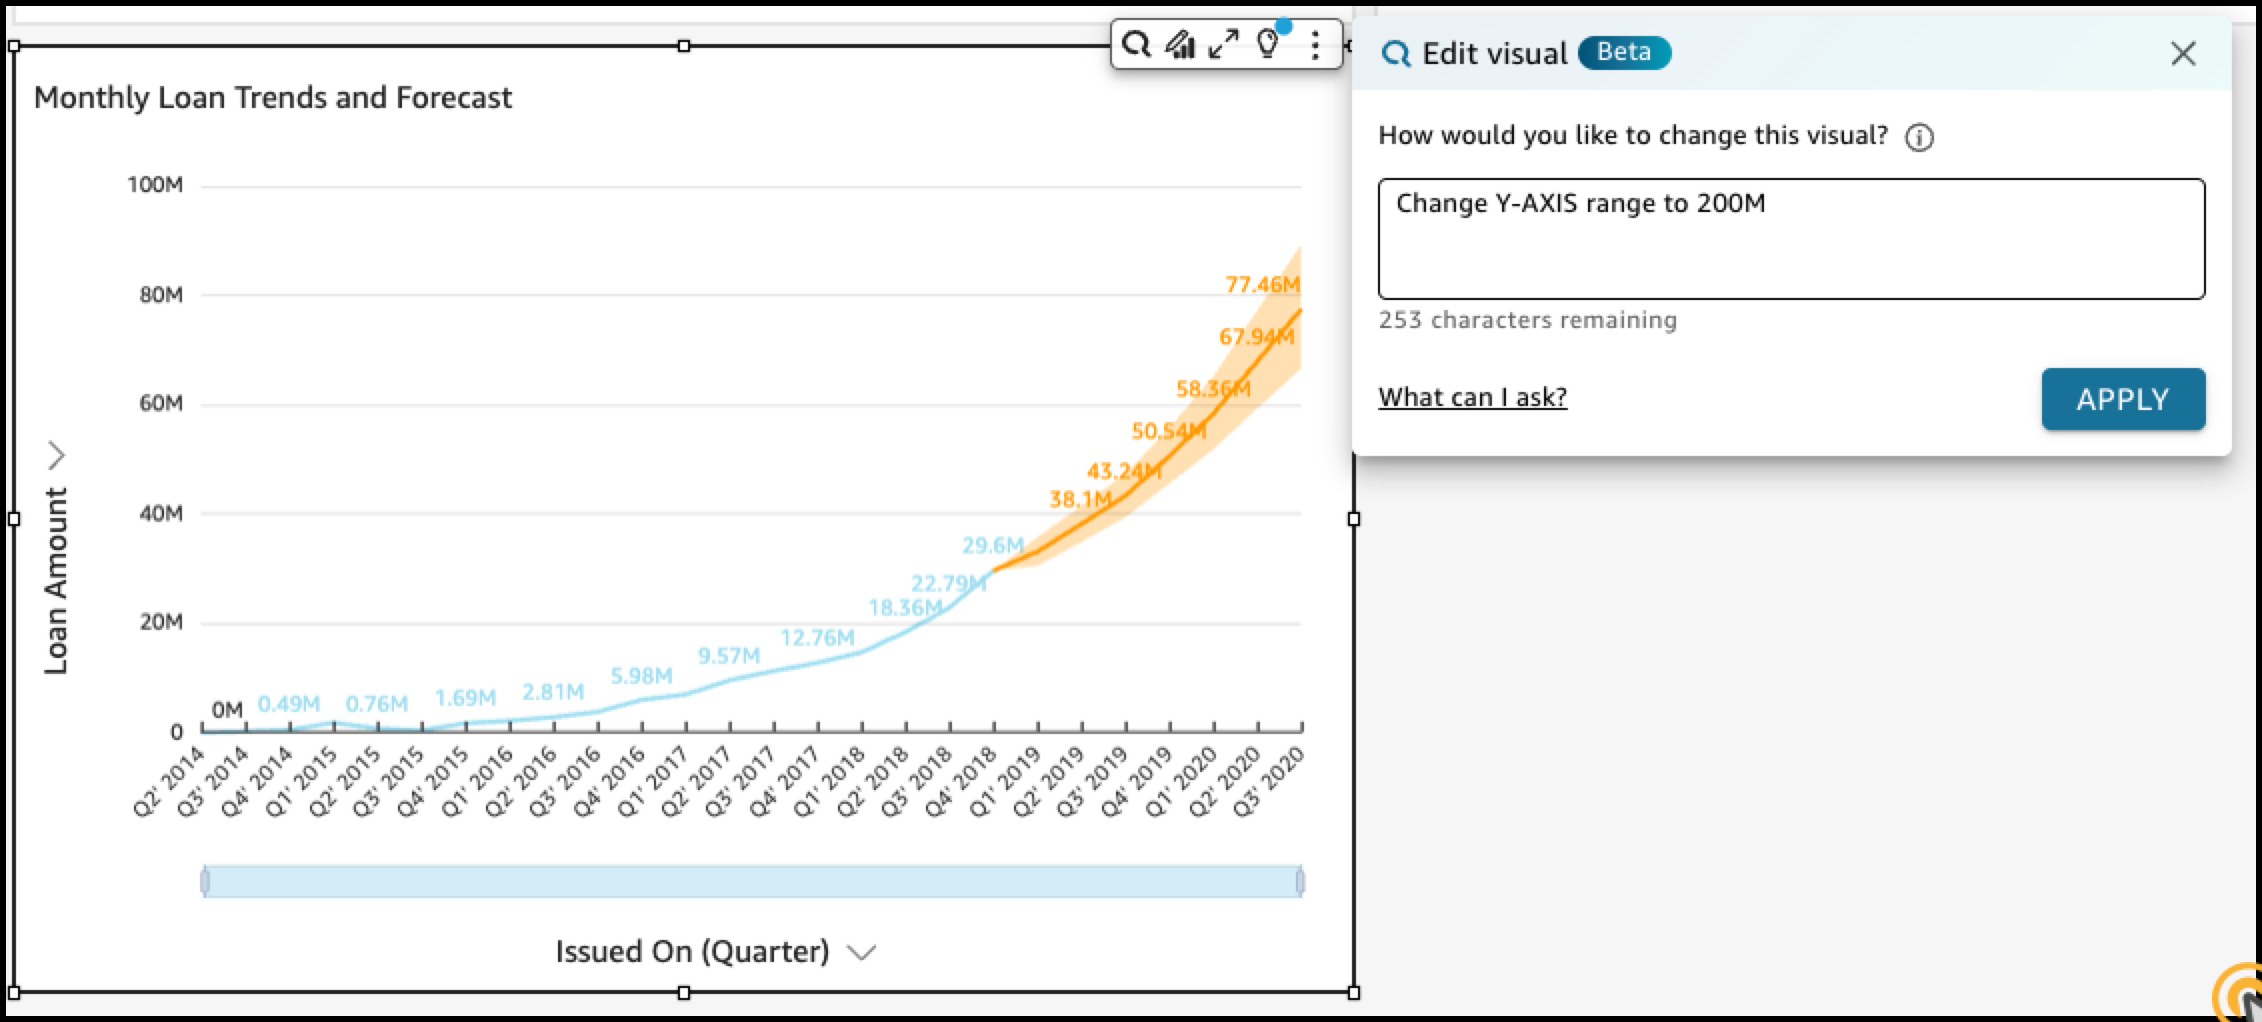 Monthly Loan Trends and Forecast
100M
80M
60M
40M
20M
0
Loan Amount
0M
0.49M
0.76M
1.69M
2.81M
5.98M
9.57M
12.76M
18.36M
22.79M
29.6M
38.1M
43.24M
50.54M
58.36M
67.94M
77.46M
Q2' 2014
Q3' 2014
Q4' 2014
Q1' 2015
Q2' 2015
Q3' 2015
Q4' 2015
Q1' 2016
Q2' 2016
Q3' 2016
Q4' 2016
Q1' 2017
Q2' 2017
Q3' 2017
Q4' 2017
Q1' 2018
Q2' 2018
Q3' 2018
Q4' 2018
Q1' 2019
Q2' 2019
Q3' 2019
Q4' 2019
Q1' 2020
Q2' 2020
Q3' 2020
Issued On (Quarter)
Edit visual Beta
How would you like to change this visual?
Change Y-AXIS range to 200M
253 characters remaining
What can I ask?
APPLY